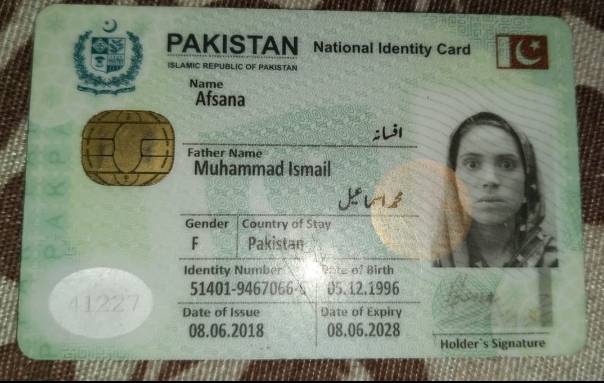 PAKISTAN National Identity Card
ISLAMIC REPUBLIC OF PAKISTAN
Name
Afsana
افسانہ
Father Name
Muhammad Ismail
محمد اسماعیل
Gender Country of Stay
F Pakistan
Identity Number Date of Birth
51401-9467066- 05.12.1996
Date of Issue Date of Expiry
08.06.2018 08.06.2028
41227
Holder's Signature